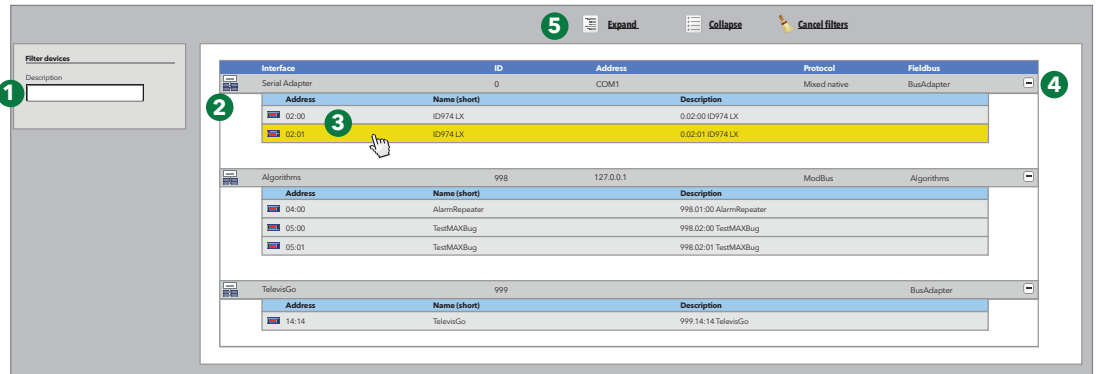 5 Expand Collapse Cancel filters
Filter devices
Description
1
Interface ID Address Protocol Fieldbus
Serial Adapter 0 COM1 Mixed native BusAdapter
4
2
Address Name (short) Description
02:00 ID974 LX 0.02:00 ID974 LX
3
02:01 ID974 LX 0.02:01 ID974 LX
Algorithms 998 127.0.0.1 ModBus Algorithms
Address Name (short) Description
04:00 AlarmRepeater 998.01:00 AlarmRepeater
05:00 TestMAXBug 998.02:00 TestMAXBug
05:01 TestMAXBug 998.02:01 TestMAXBug
TelevisGo 999 BusAdapter
Address Name (short) Description
14:14 TelevisGo 999.14:14 TelevisGo